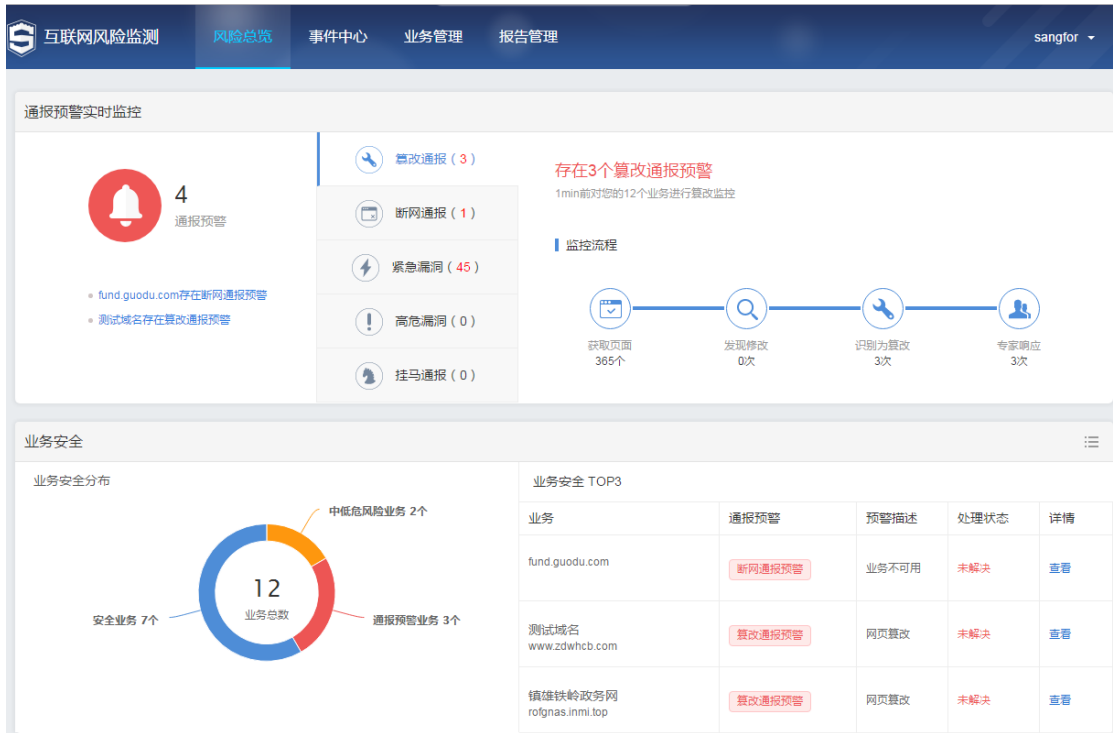 互联网风险监测 风险总览 事件中心 业务管理 报告管理 sangfor
通报预警实时监控
4
通报预警
fund.guodu.com存在断网通报预警
测试域名存在篡改通报预警
篡改通报（3）
断网通报（1）
紧急漏洞（45）
高危漏洞（0）
挂马通报（0）
存在3个篡改通报预警
1min前对您的12个业务进行篡改监控
监控流程
获取页面 发现修改 识别为篡改 专家响应
365个 0次 3次 3次
业务安全
业务安全分布
中低危风险业务 2个
12
业务总数
安全业务 7个
通报预警业务 3个
业务安全 TOP3
业务 通报预警 预警描述 处理状态 详情
fund.guodu.com 断网通报预警 业务不可用 未解决 查看
测试域名
www.zdwhcb.com 篡改通报预警 网页篡改 未解决 查看
镇雄铁岭政务网
rofgnas.inmi.top 篡改通报预警 网页篡改 未解决 查看